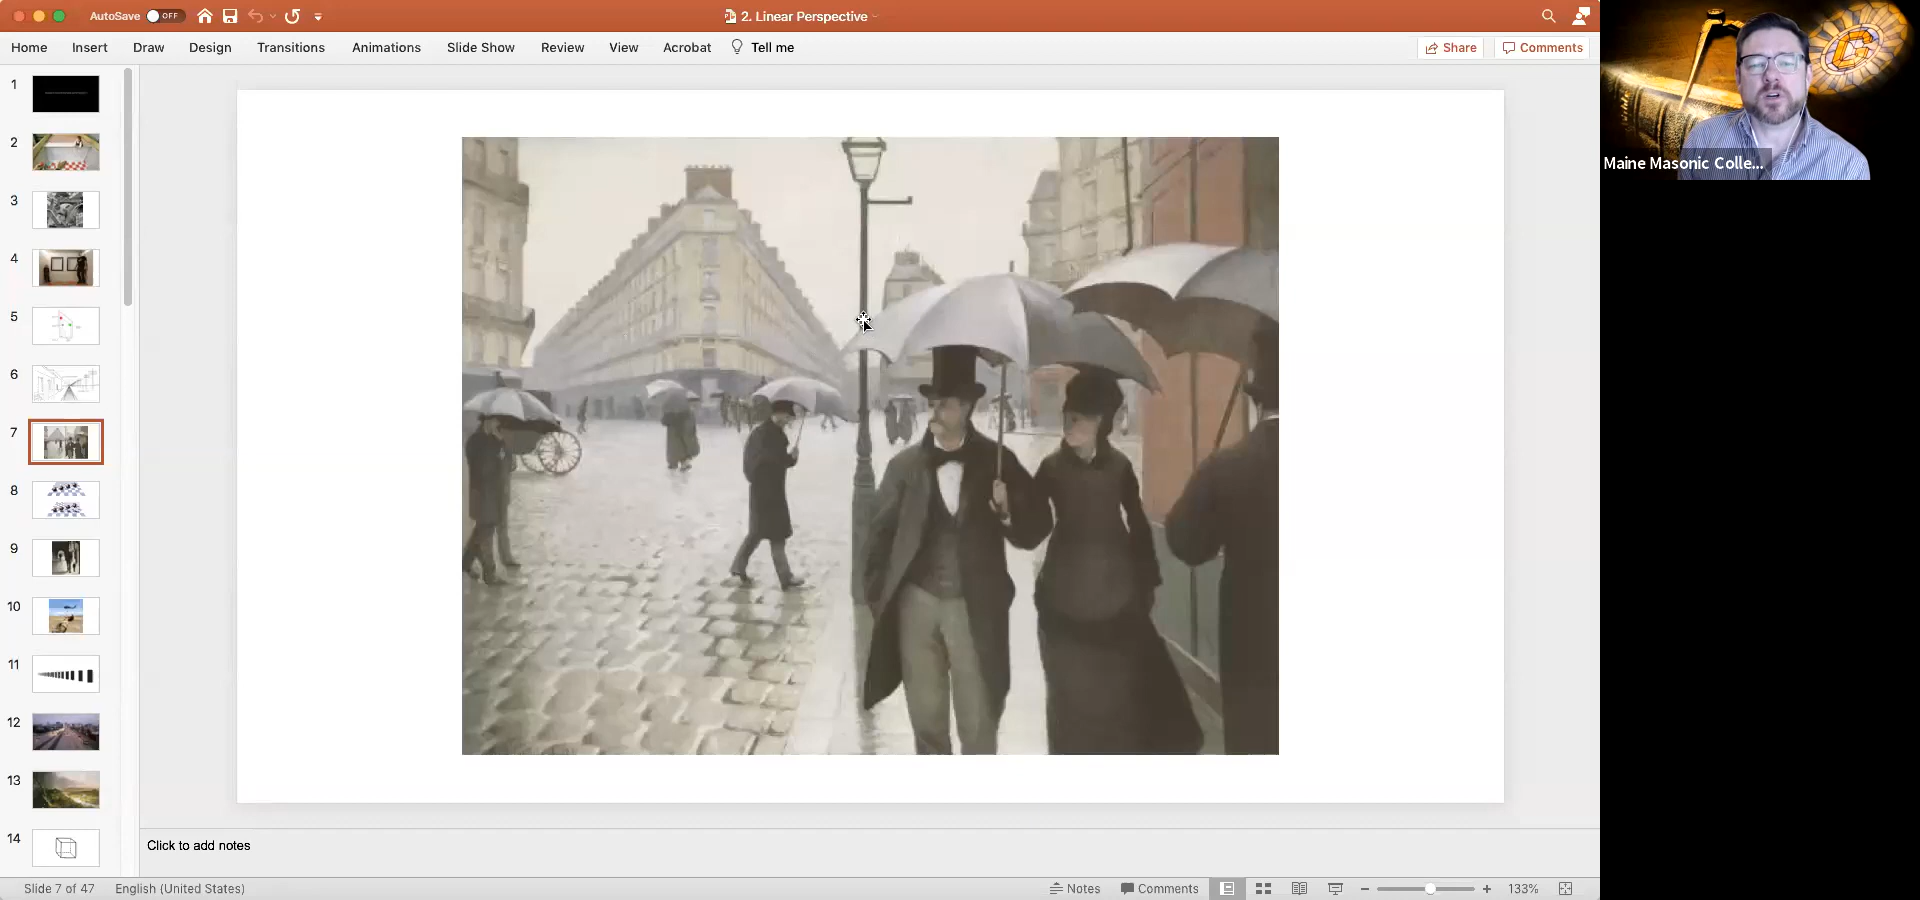 AutoSave OFF 2. Linear Perspective
Home Insert Draw Design Transitions Animations Slide Show Review View Acrobat Tell me Share Comments
1
2
3
4
5
6
7
8
9
10
11
12
13
14
Maine Masonic Colle...
Click to add notes
Slide 7 of 47 English (United States) Notes Comments 133%